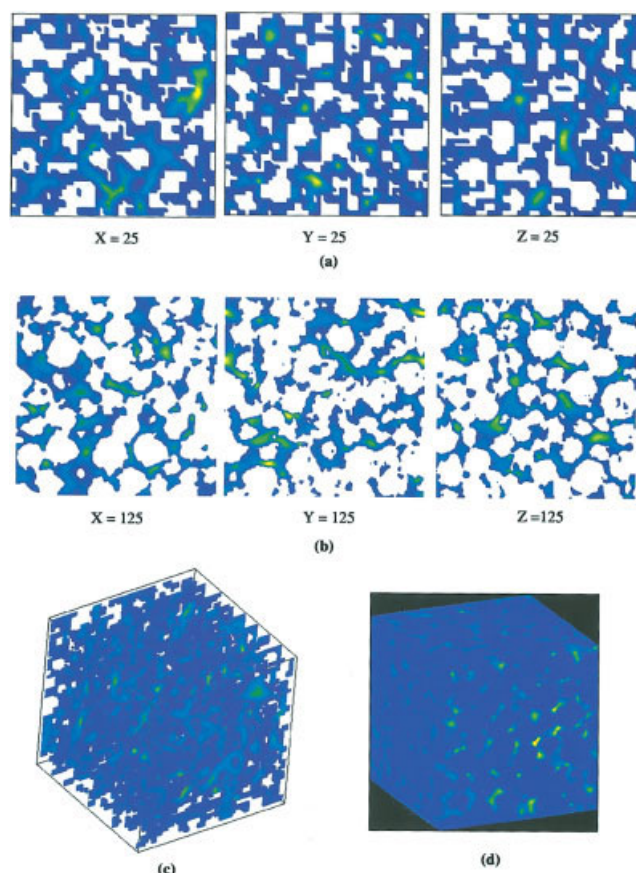 X = 25
Y = 25
Z = 25
(a)
X = 125
Y = 125
Z =125
(b)
(c)
(d)